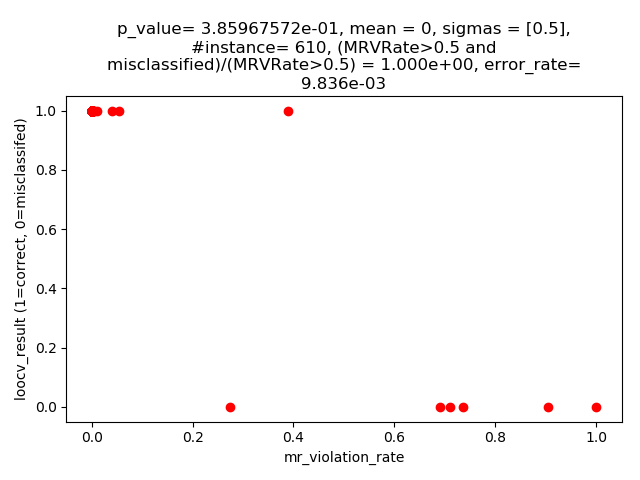 p_value= 3.85967572e-01, mean = 0, sigmas = [0.5],
#instance= 610, (MRVRate>0.5 and
misclassified)/(MRVRate>0.5) = 1.000e+00, error_rate=
9.836e-03
loocv_result (1=correct, 0=misclassifed)
1.0
0.8
0.6
0.4
0.2
0.0
0.0 0.2 0.4 0.6 0.8 1.0
mr_violation_rate